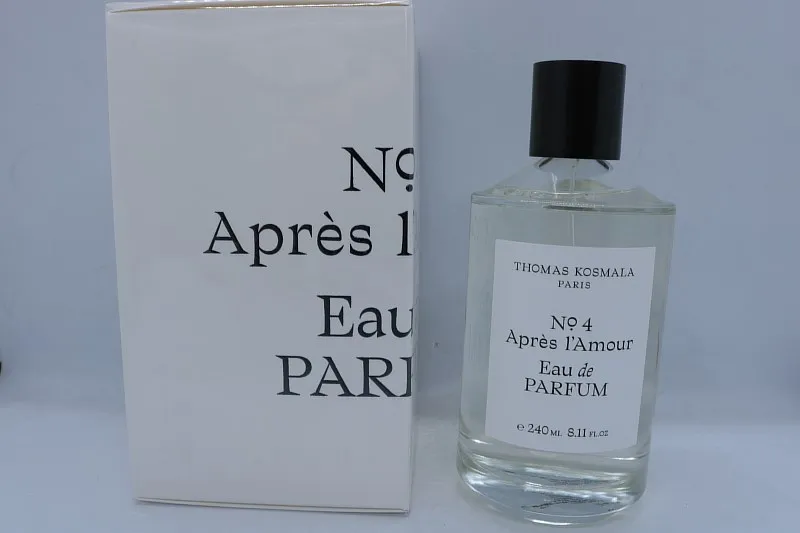 Nº
Après l'
Eau
PARF
THOMAS KOSMALA
PARIS
Nº 4
Après l'Amour
Eau de
PARFUM
℮ 240 ML 8.11 FL.OZ